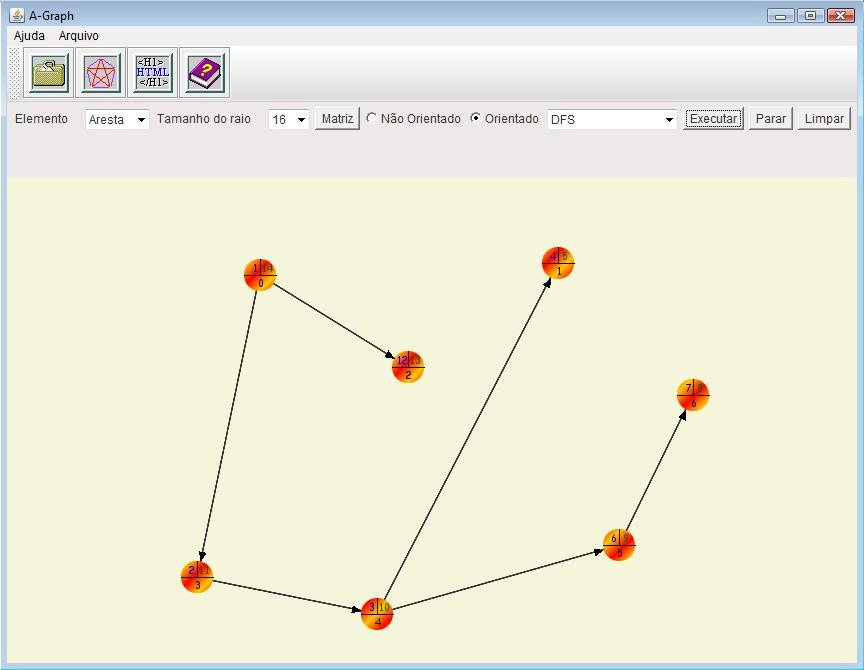 A-Graph
Ajuda Arquivo
<H1>
HTML
</H1>
?
Elemento Aresta Tamanho do raio 16 Matriz Não Orientado Orientado DFS Executar Parar Limpar
4 5
1
1 14
0
12 13
2
7 8
6
6 9
5
2 11
3
3 10
4